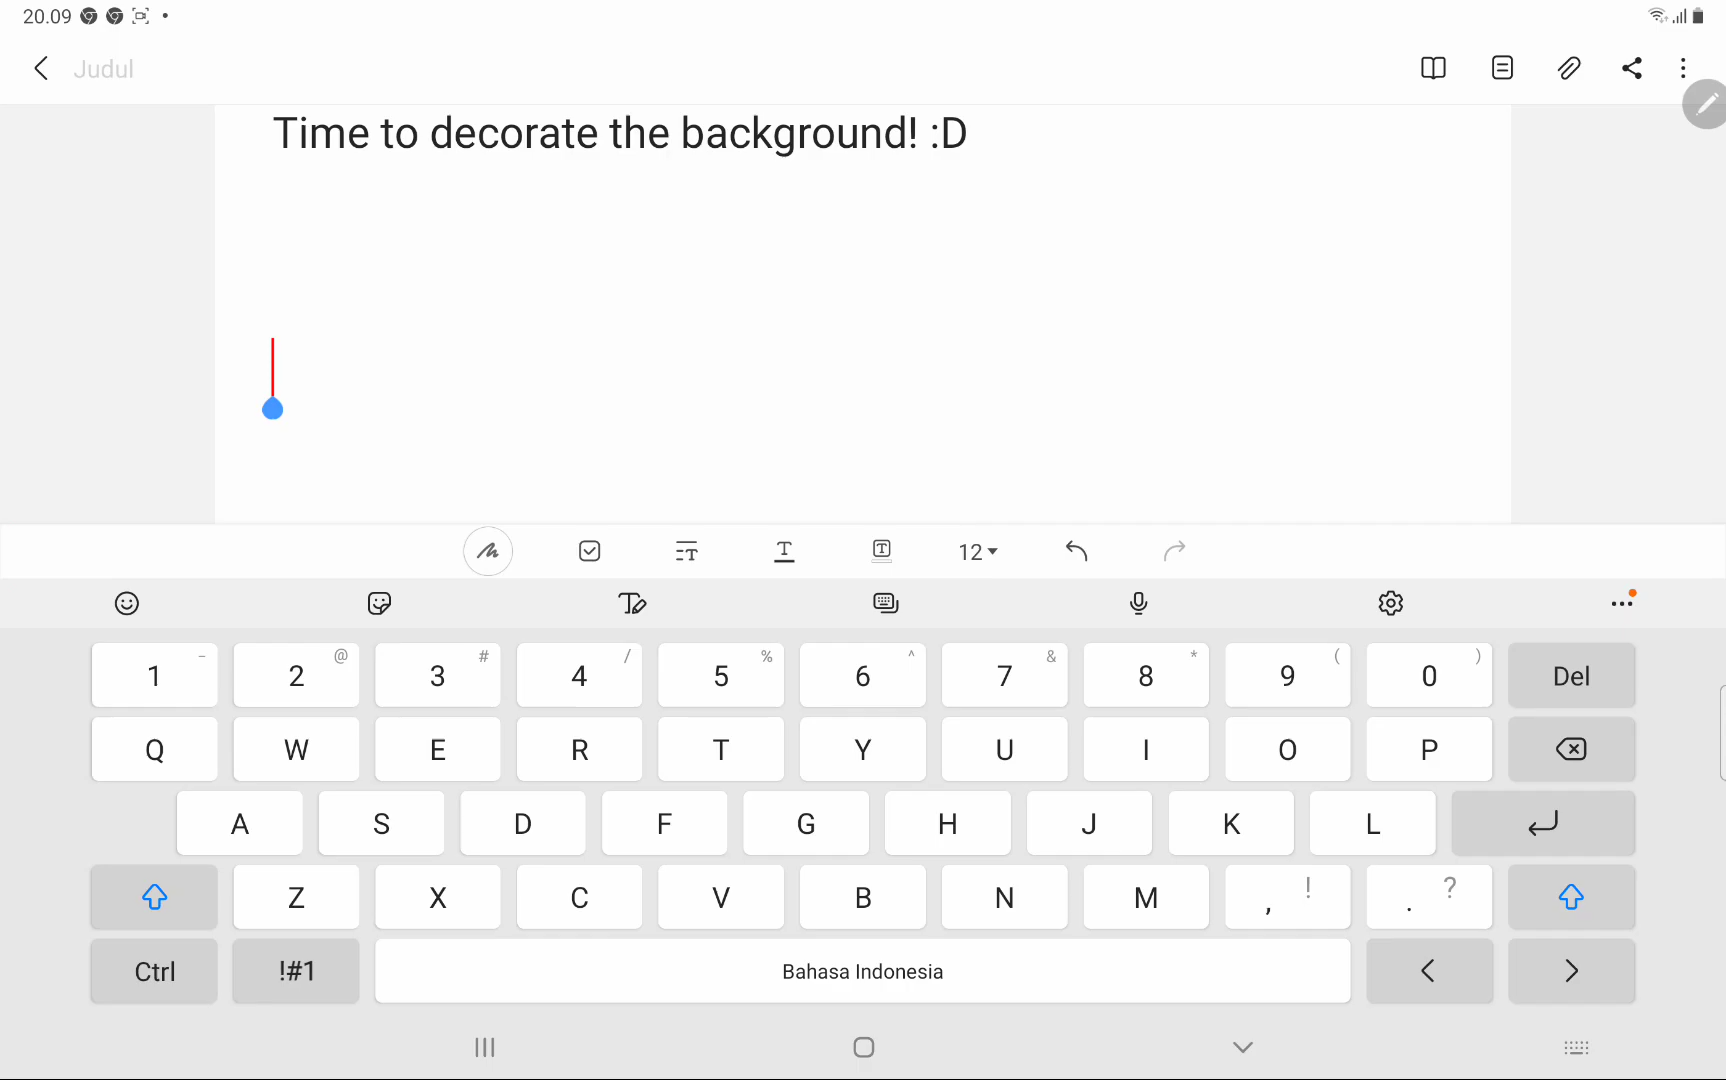 20.09
Judul
Time to decorate the background! :D
12
1 - 2 @ 3 # 4 / 5 % 6 ^ 7 & 8 * 9 ( 0 ) Del
Q W E R T Y U I O P
A S D F G H J K L
Z X C V B N M , ! . ?
Ctrl !#1 Bahasa Indonesia < >